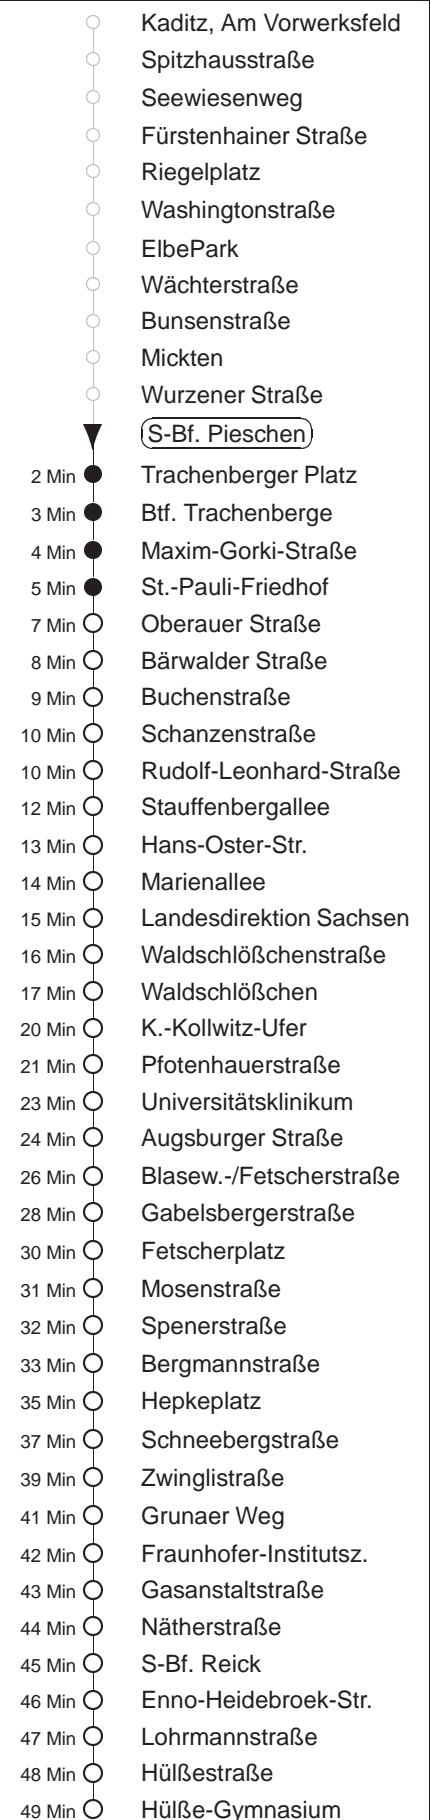 Kaditz, Am Vorwerksfeld
Spitzhausstraße
Seewiesenweg
Fürstenhainer Straße
Riegelplatz
Washingtonstraße
ElbePark
Wächterstraße
Bunsenstraße
Mickten
Wurzener Straße
S-Bf. Pieschen
2 Min Trachenberger Platz
3 Min Btf. Trachenberge
4 Min Maxim-Gorki-Straße
5 Min St.-Pauli-Friedhof
7 Min Oberauer Straße
8 Min Bärwalder Straße
9 Min Buchenstraße
10 Min Schanzenstraße
10 Min Rudolf-Leonhard-Straße
12 Min Stauffenbergallee
13 Min Hans-Oster-Str.
14 Min Marienallee
15 Min Landesdirektion Sachsen
16 Min Waldschlößchenstraße
17 Min Waldschlößchen
20 Min K.-Kollwitz-Ufer
21 Min Pfotenhauerstraße
23 Min Universitätsklinikum
24 Min Augsburger Straße
26 Min Blasew.-/Fetscherstraße
28 Min Gabelsbergerstraße
30 Min Fetscherplatz
31 Min Mosenstraße
32 Min Spenerstraße
33 Min Bergmannstraße
35 Min Hepkeplatz
37 Min Schneebergstraße
39 Min Zwinglistraße
41 Min Grunaer Weg
42 Min Fraunhofer-Institutsz.
43 Min Gasanstaltstraße
44 Min Nätherstraße
45 Min S-Bf. Reick
46 Min Enno-Heidebroek-Str.
47 Min Lohrmannstraße
48 Min Hülßestraße
49 Min Hülße-Gymnasium